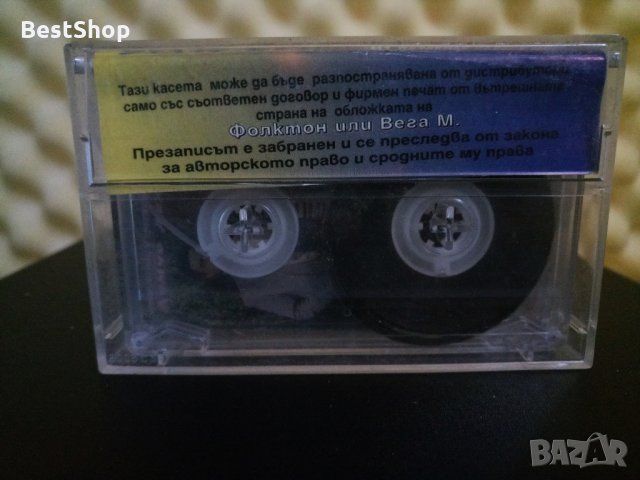 BestShop
Тази касета може да бъде разпостранявана от дистрибутори
само със съответен договор и фирмен печат от вътрешната
страна на обложката на
Фолктон или Вега М.
Презаписът е забранен и се преследва от закона
за авторското право и сродните му права
BAZAR